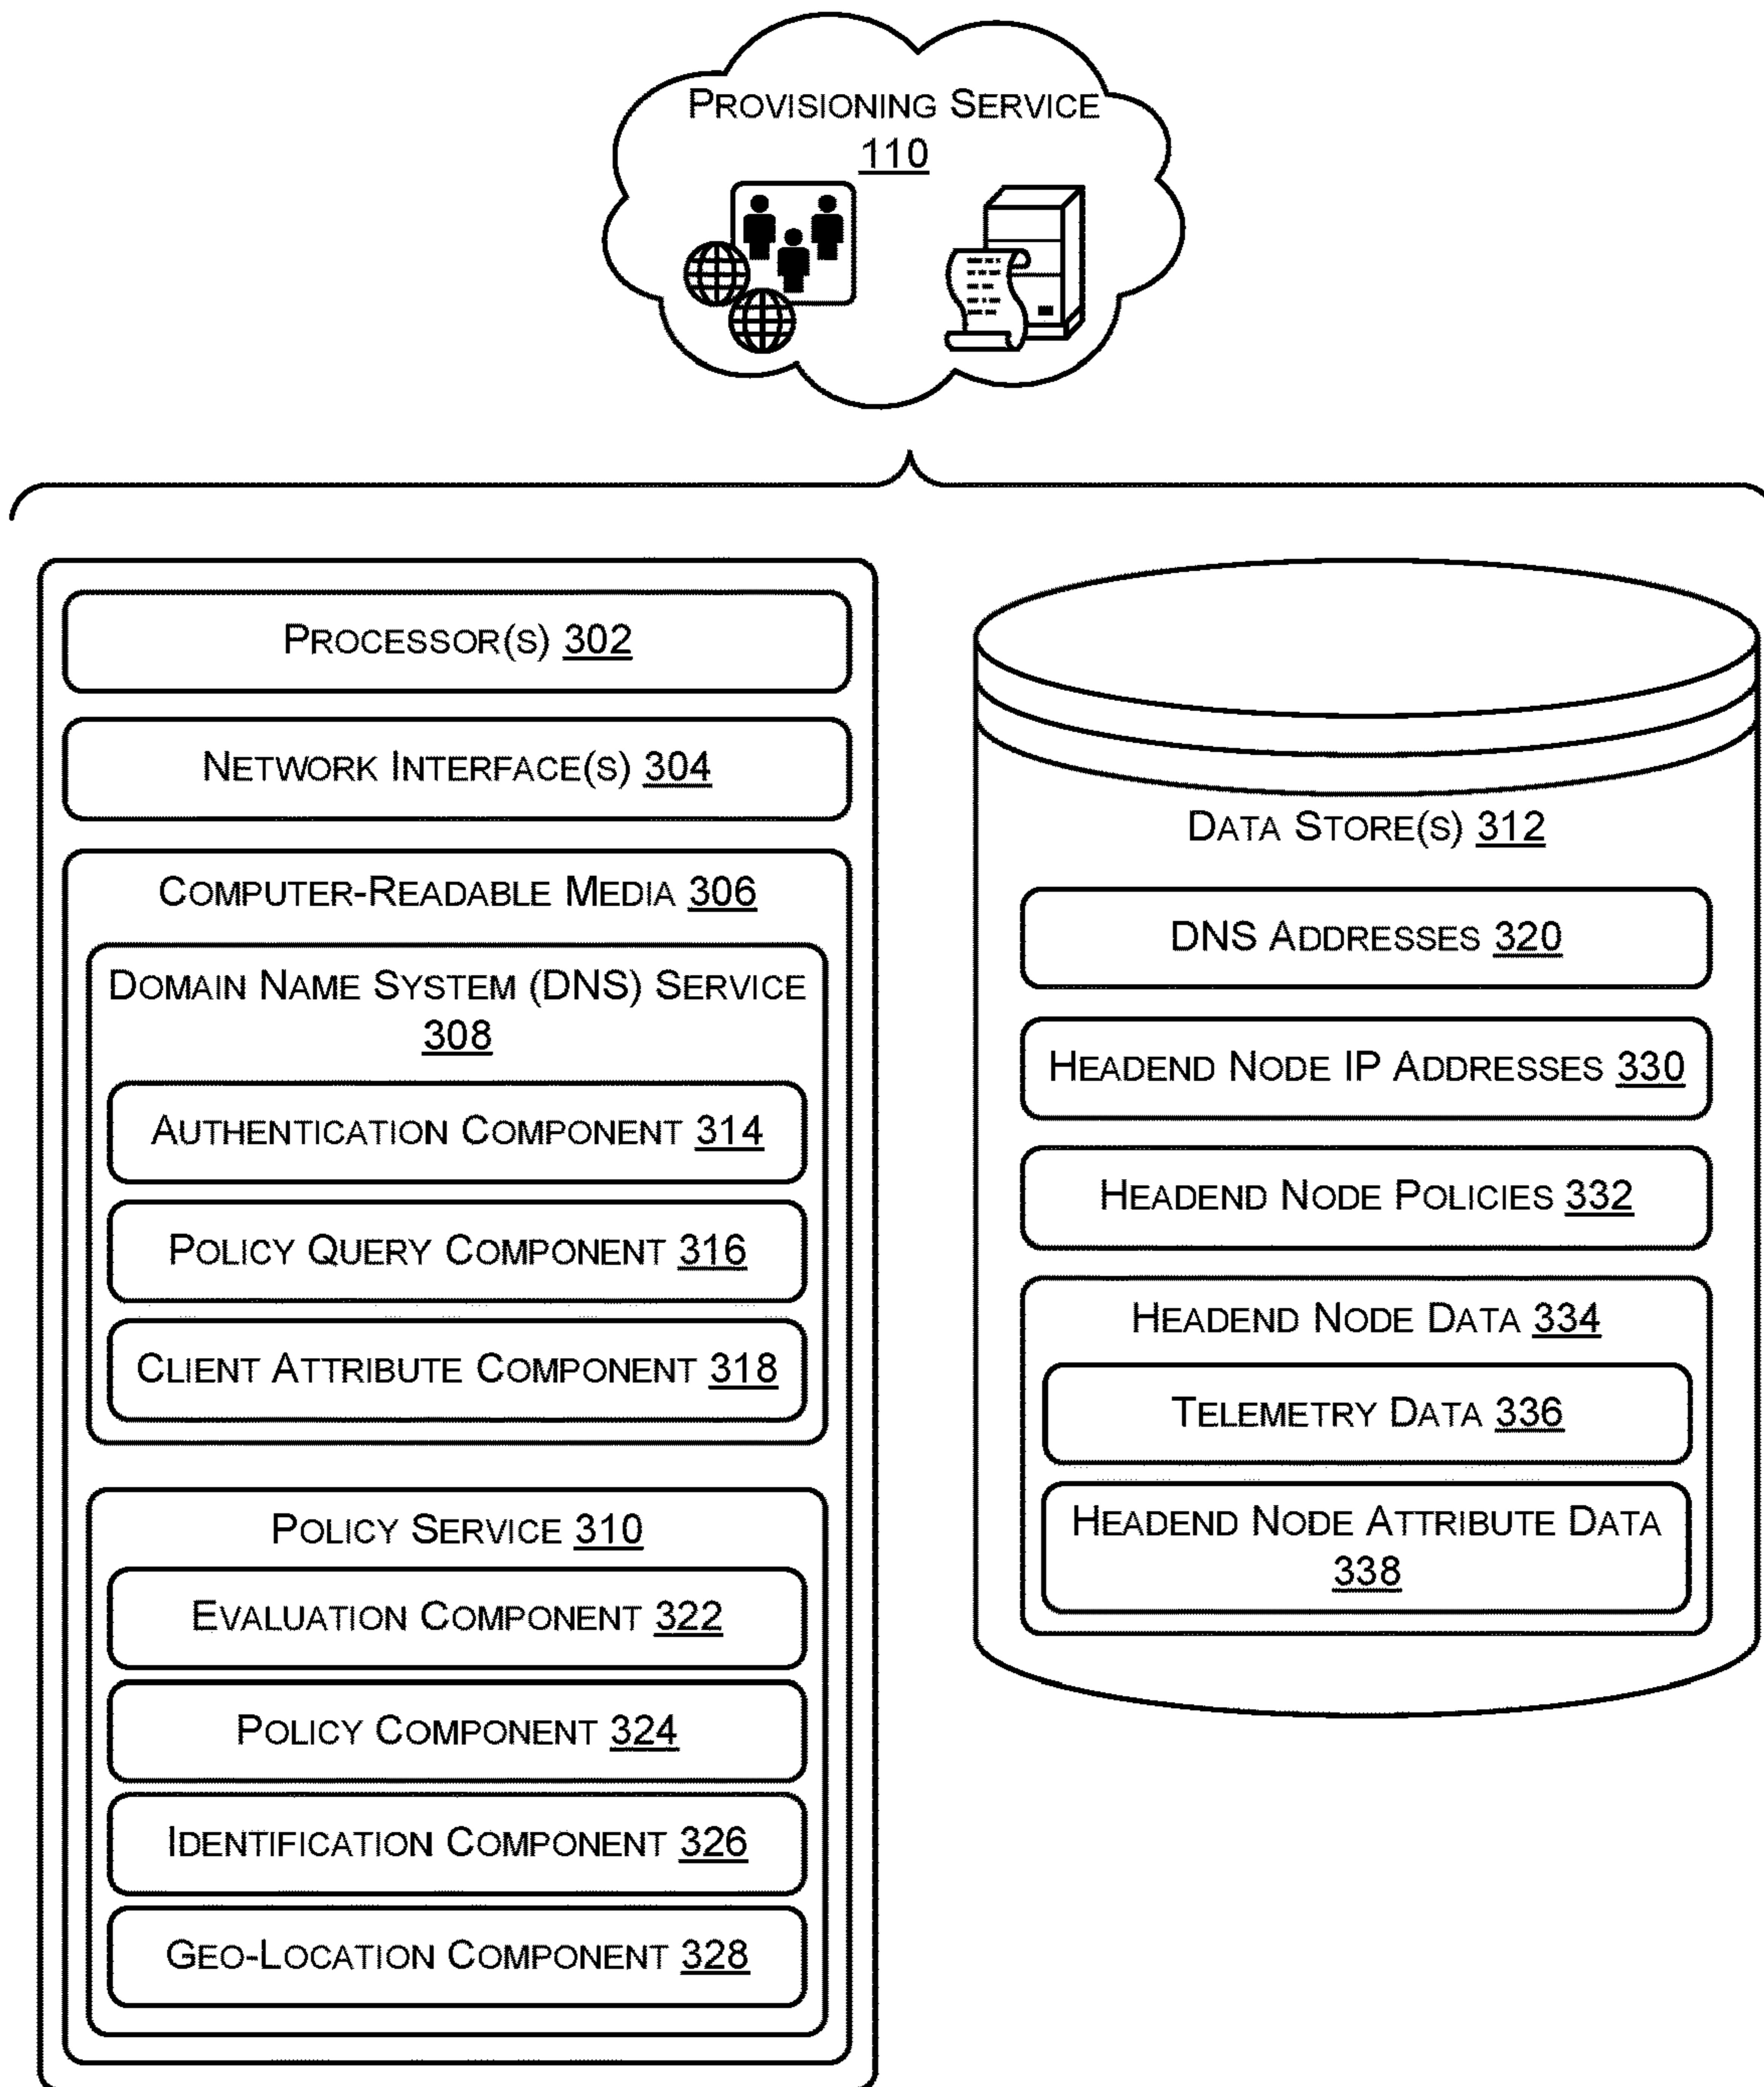 PROVISIONING SERVICE
110
PROCESSOR(S) 302
NETWORK INTERFACE(S) 304
COMPUTER-READABLE MEDIA 306
DOMAIN NAME SYSTEM (DNS) SERVICE
308
AUTHENTICATION COMPONENT 314
POLICY QUERY COMPONENT 316
CLIENT ATTRIBUTE COMPONENT 318
POLICY SERVICE 310
EVALUATION COMPONENT 322
POLICY COMPONENT 324
IDENTIFICATION COMPONENT 326
GEO-LOCATION COMPONENT 328
DATA STORE(S) 312
DNS ADDRESSES 320
HEADEND NODE IP ADDRESSES 330
HEADEND NODE POLICIES 332
HEADEND NODE DATA 334
TELEMETRY DATA 336
HEADEND NODE ATTRIBUTE DATA
338